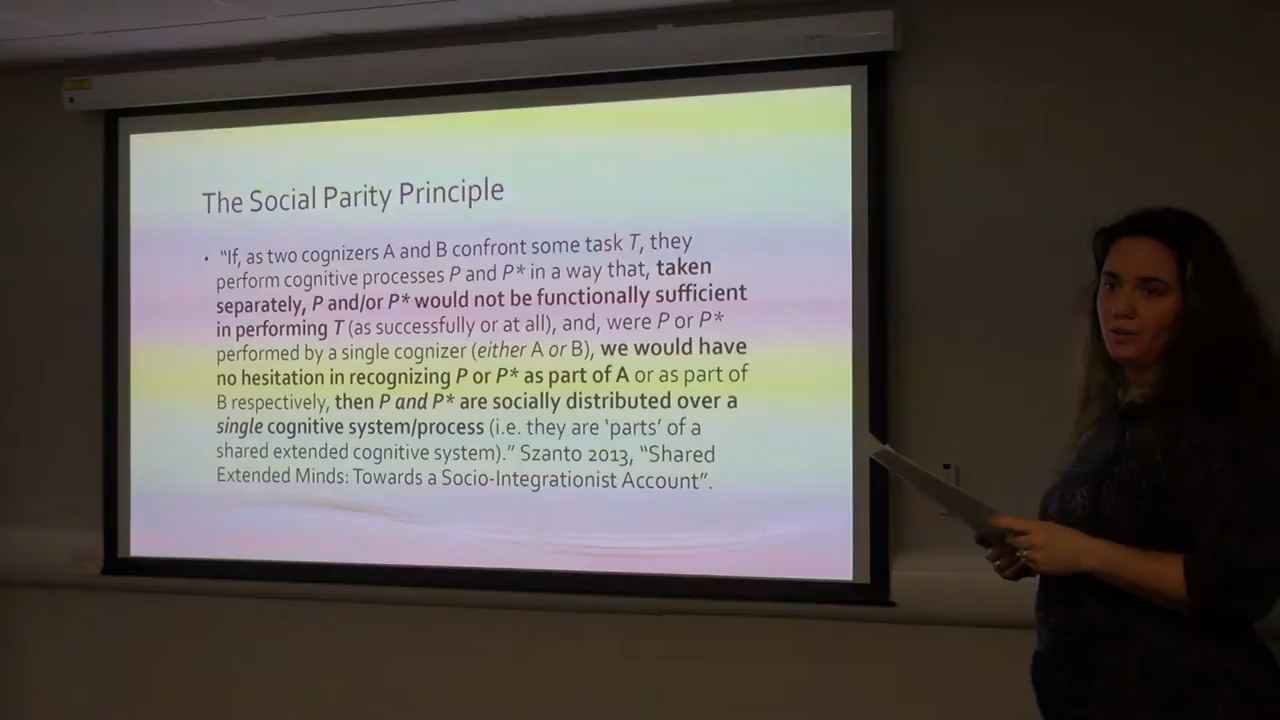 The Social Parity Principle
• “If, as two cognizers A and B confront some task T, they
perform cognitive processes P and P* in a way that, taken
separately, P and/or P* would not be functionally sufficient
in performing T (as successfully or at all), and, were P or P*
performed by a single cognizer (either A or B), we would have
no hesitation in recognizing P or P* as part of A or as part of
B respectively, then P and P* are socially distributed over a
single cognitive system/process (i.e. they are ‘parts’ of a
shared extended cognitive system).” Szanto 2013, “Shared
Extended Minds: Towards a Socio-Integrationist Account”.